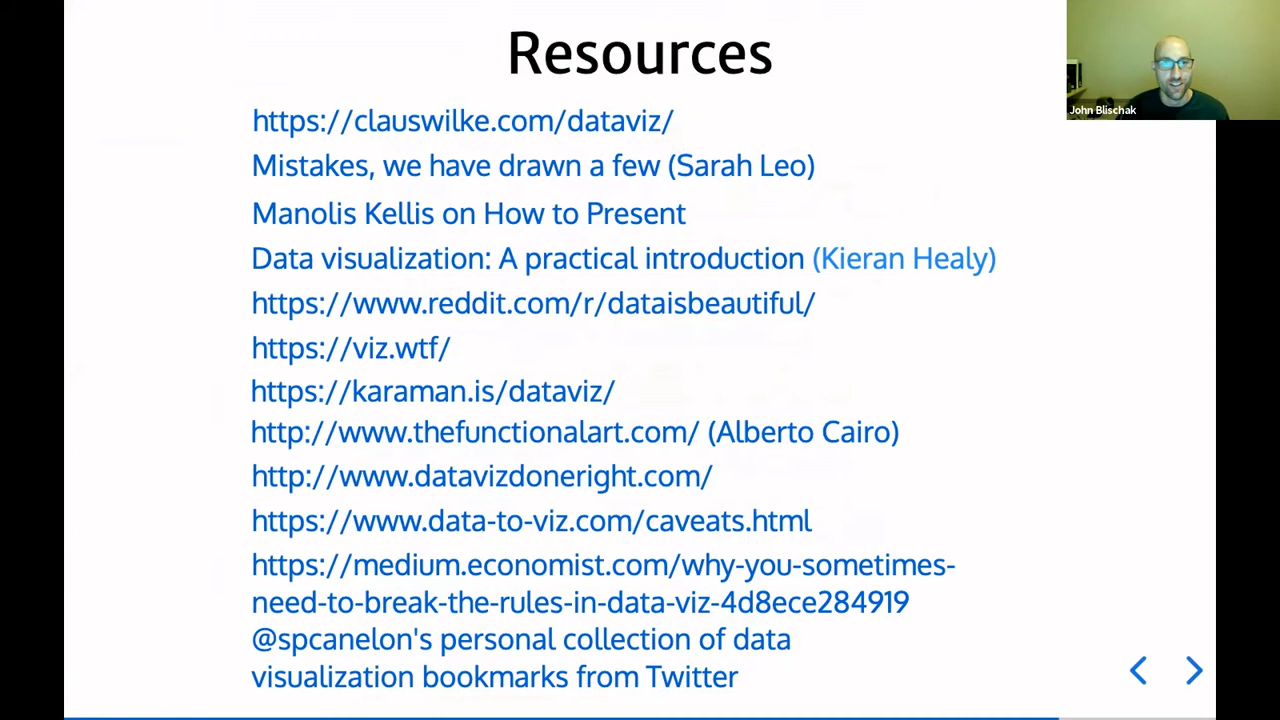 Resources
John Blischak
https://clauswilke.com/dataviz/
Mistakes, we have drawn a few (Sarah Leo)
Manolis Kellis on How to Present
Data visualization: A practical introduction (Kieran Healy)
https://www.reddit.com/r/dataisbeautiful/
https://viz.wtf/
https://karaman.is/dataviz/
http://www.thefunctionalart.com/ (Alberto Cairo)
http://www.datavizdoneright.com/
https://www.data-to-viz.com/caveats.html
https://medium.economist.com/why-you-sometimes-
need-to-break-the-rules-in-data-viz-4d8ece284919
@spcanelon's personal collection of data
visualization bookmarks from Twitter